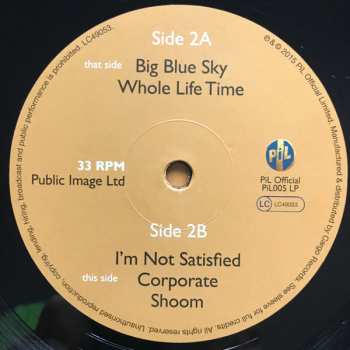 Side 2A
that side
Big Blue Sky
Whole Life Time
33 RPM
Public Image Ltd
PiL
PiL Official
PiL005 LP
LC LC49053
Side 2B
this side
I'm Not Satisfied
Corporate
Shoom
℗ & © 2015 PiL Official Limited. Manufactured & distributed by Cargo Records. See sleeve for full credits. All rights reserved. Unauthorised reproduction, copying, lending, hiring, broadcast and public performance is prohibited. LC49053.